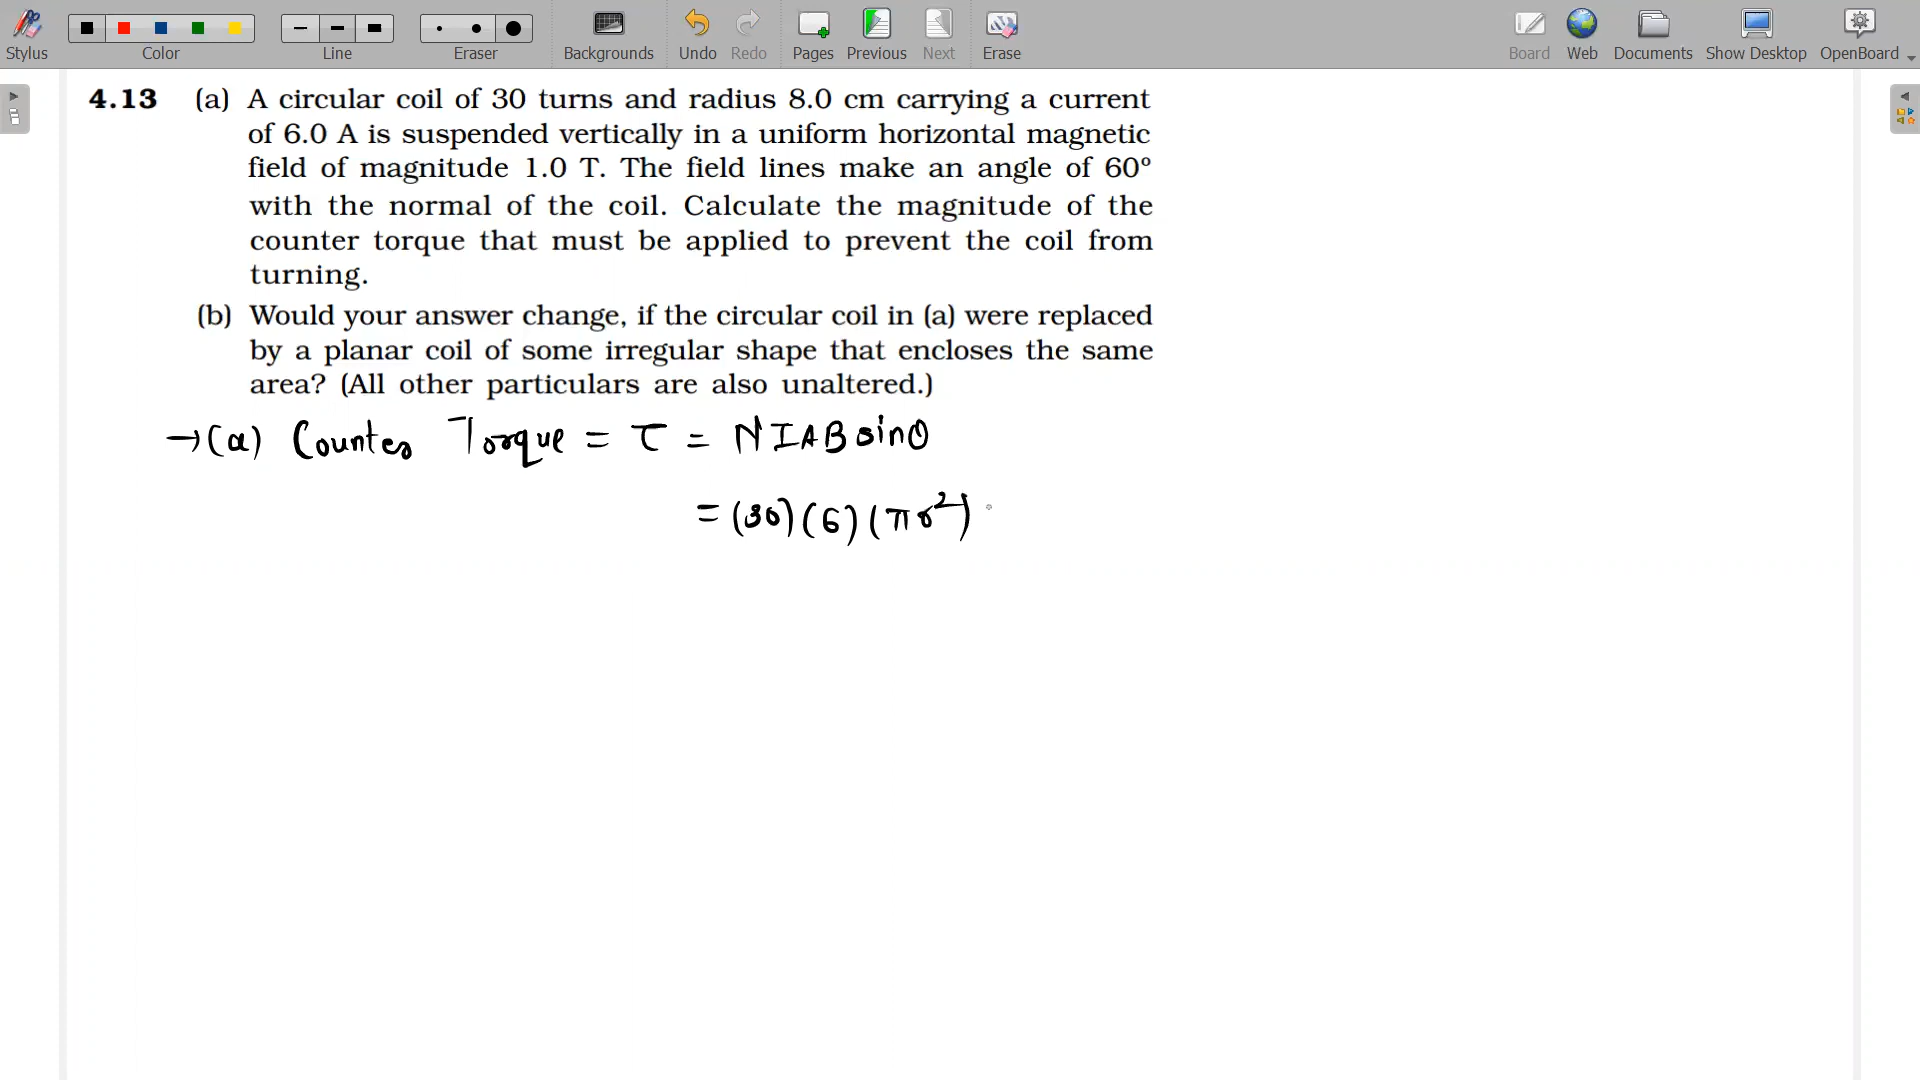 Stylus Color Line Eraser Backgrounds Undo Redo Pages Previous Next Erase Board Web Documents Show Desktop OpenBoard
4.13 (a) A circular coil of 30 turns and radius 8.0 cm carrying a current
of 6.0 A is suspended vertically in a uniform horizontal magnetic
field of magnitude 1.0 T. The field lines make an angle of 60º
with the normal of the coil. Calculate the magnitude of the
counter torque that must be applied to prevent the coil from
turning.
(b) Would your answer change, if the circular coil in (a) were replaced
by a planar coil of some irregular shape that encloses the same
area? (All other particulars are also unaltered.)
→(a) Counter Torque = τ = NIAB sinθ
= (30) (6) (πr²)